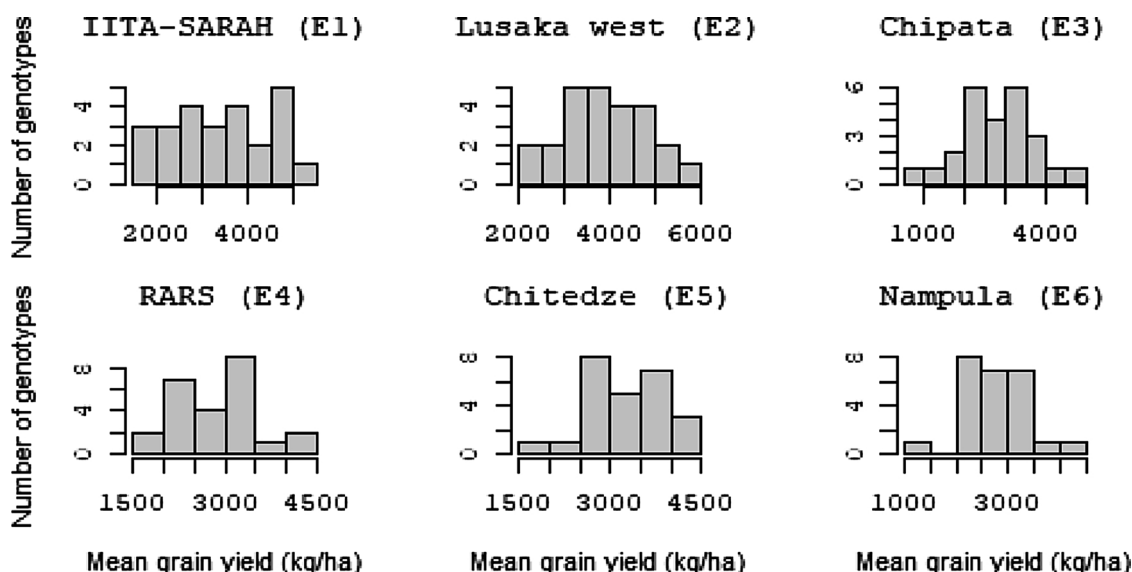 IITA-SARAH (E1)
Number of genotypes
0 2 4
2000 4000
Lusaka west (E2)
0 2 4
2000 4000 6000
Chipata (E3)
0 3 6
1000 4000
RARS (E4)
Number of genotypes
0 4 8
1500 3000 4500
Mean grain yield (kg/ha)
Chitedze (E5)
0 4 8
1500 3000 4500
Mean grain yield (kg/ha)
Nampula (E6)
0 4 8
1000 3000
Mean grain yield (kg/ha)